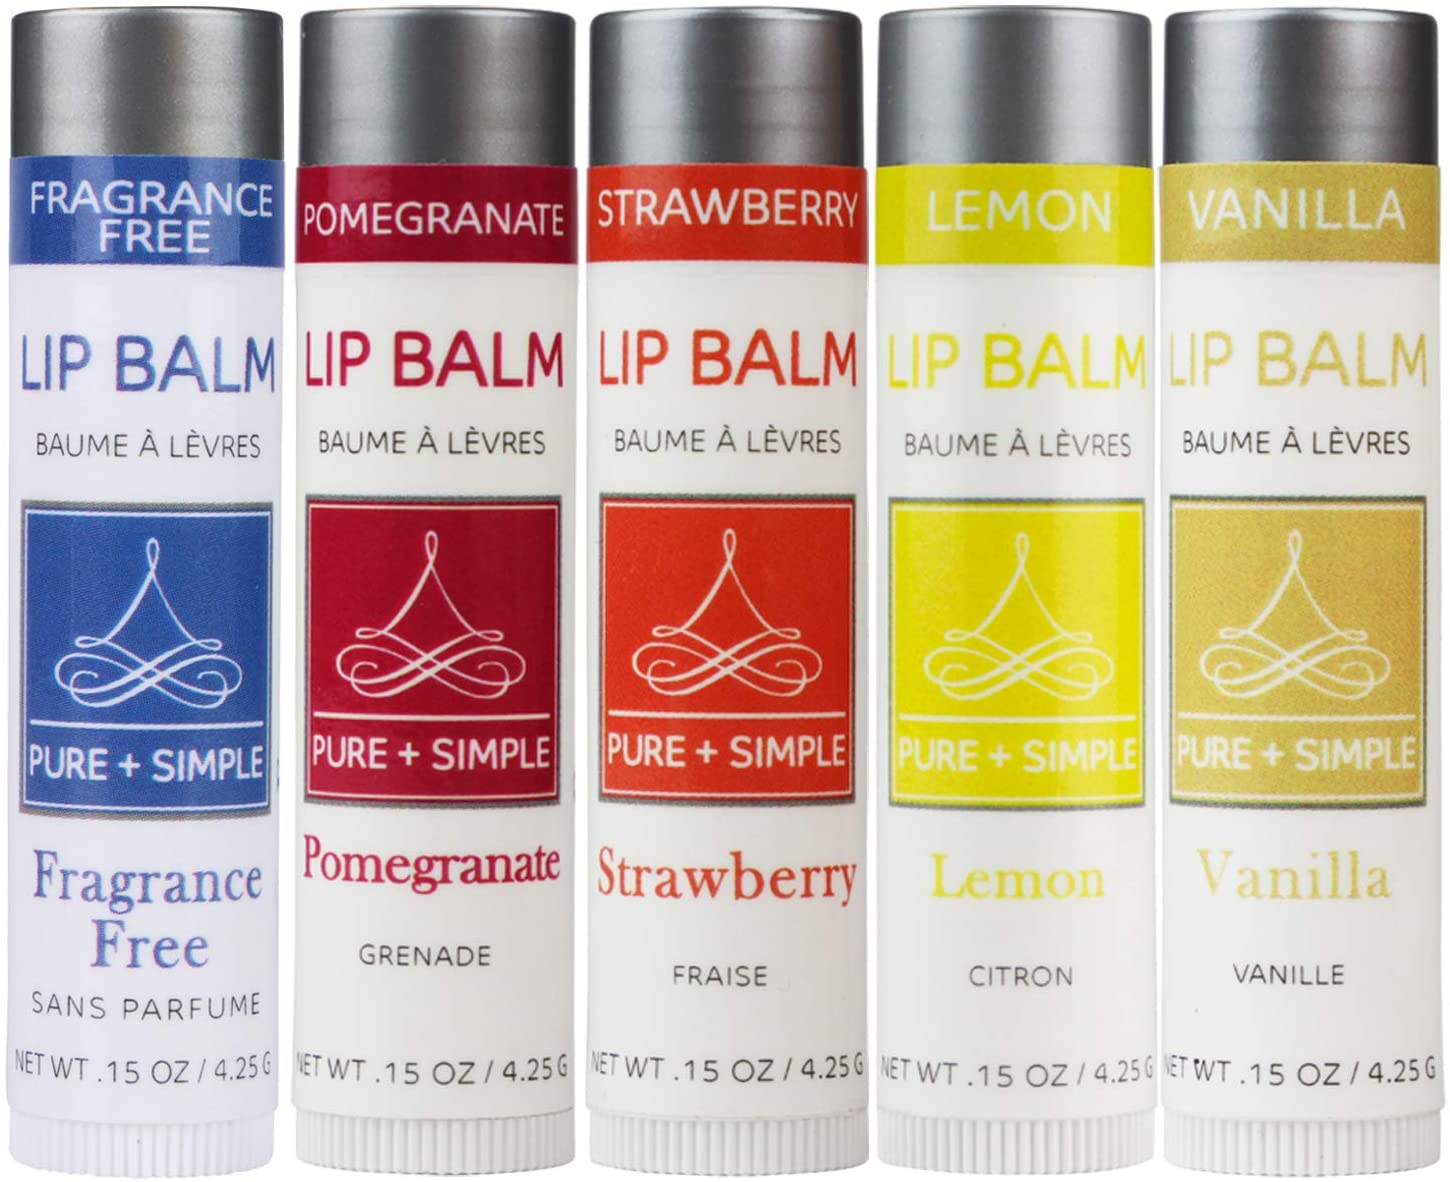 FRAGRANCE
FREE
LIP BALM
BAUME À LÈVRES
PURE + SIMPLE
Fragrance
Free
SANS PARFUME
NET WT .15 OZ / 4.25 G
POMEGRANATE
LIP BALM
BAUME À LÈVRES
PURE + SIMPLE
Pomegranate
GRENADE
NET WT .15 OZ / 4.25 G
STRAWBERRY
LIP BALM
BAUME À LÈVRES
PURE + SIMPLE
Strawberry
FRAISE
NET WT .15 OZ / 4.25 G
LEMON
LIP BALM
BAUME À LÈVRES
PURE + SIMPLE
Lemon
CITRON
NET WT .15 OZ / 4.25 G
VANILLA
LIP BALM
BAUME À LÈVRES
PURE + SIMPLE
Vanilla
VANILLE
NET WT .15 OZ / 4.25 G